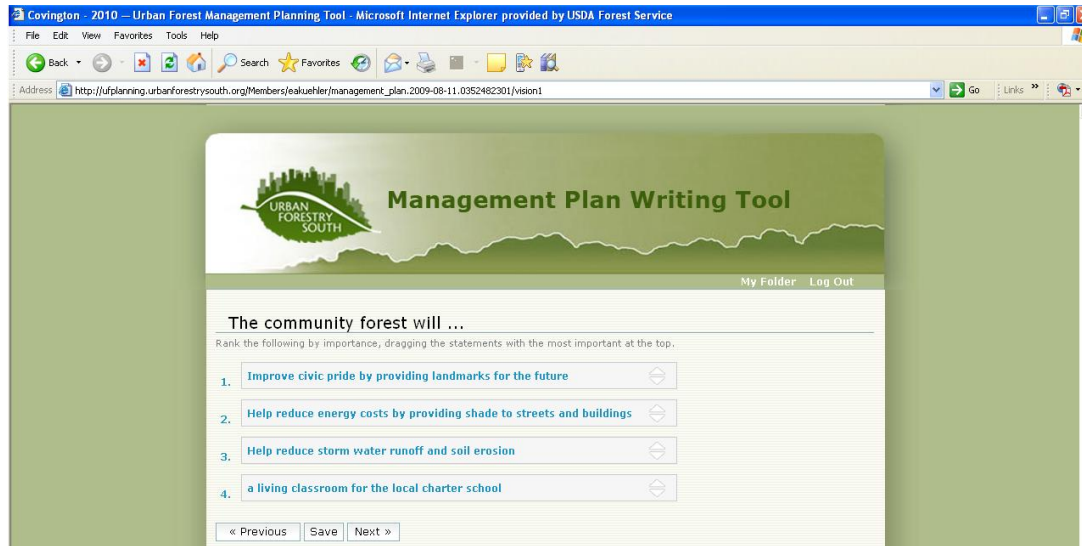 Covington - 2010 — Urban Forest Management Planning Tool - Microsoft Internet Explorer provided by USDA Forest Service
File Edit View Favorites Tools Help
Back Search Favorites
Address http://ufplanning.urbanforestrysouth.org/Members/eakuehler/management_plan.2009-08-11.0352482301/vision1 Go Links »
URBAN
FORESTRY
SOUTH
Management Plan Writing Tool
My Folder Log Out
The community forest will ...
Rank the following by importance, dragging the statements with the most important at the top.
1. Improve civic pride by providing landmarks for the future
2. Help reduce energy costs by providing shade to streets and buildings
3. Help reduce storm water runoff and soil erosion
4. a living classroom for the local charter school
« Previous Save Next »